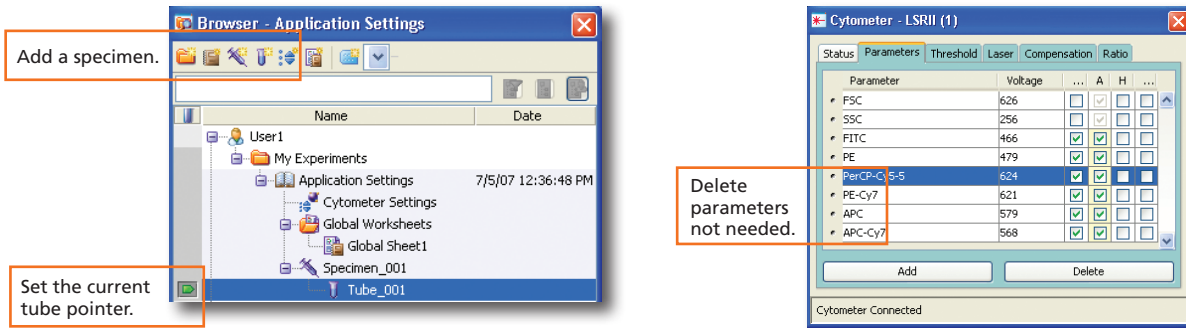 Browser - Application Settings
Add a specimen.
Name Date
User1
My Experiments
Application Settings 7/5/07 12:36:48 PM
Cytometer Settings
Global Worksheets
Global Sheet1
Specimen_001
Set the current
tube pointer.
Tube_001
Cytometer - LSRII (1)
Status Parameters Threshold Laser Compensation Ratio
Parameter Voltage ... A H ...
FSC 626
SSC 256
FITC 466
PE 479
PerCP-Cy5-5 624
PE-Cy7 621
APC 579
APC-Cy7 568
Delete
parameters
not needed.
Add Delete
Cytometer Connected